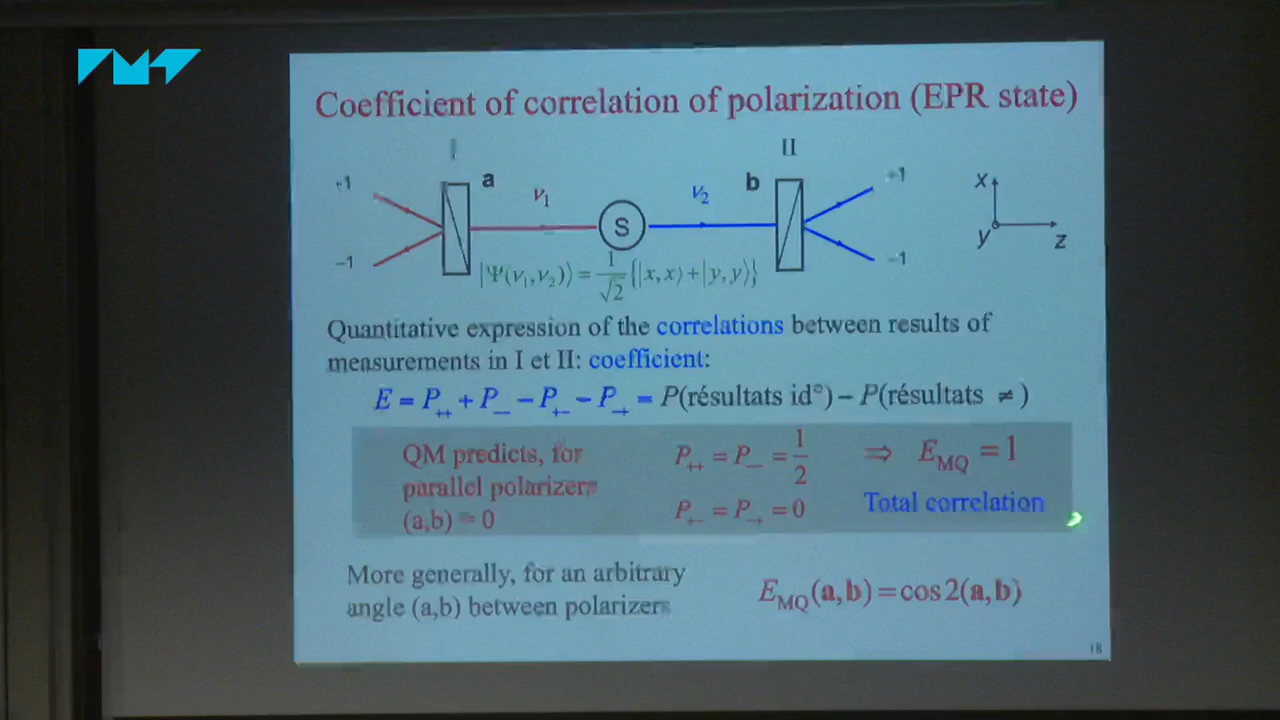 Coefficient of correlation of polarization (EPR state)
I II
+1 a ν₁ ν₂ b +1 x
S
−1 −1 y z
|Ψ(ν₁,ν₂)⟩ = 1/√2 {|x,x⟩+|y,y⟩}
Quantitative expression of the correlations between results of
measurements in I et II: coefficient:
E = P₊₊ + P₋₋ − P₊₋ − P₋₊ = P(résultats id°) − P(résultats ≠ )
QM predicts, for
parallel polarizers
(a,b) = 0
P₊₊ = P₋₋ = 1/2 ⇒ E_MQ = 1
P₊₋ = P₋₊ = 0 Total correlation
More generally, for an arbitrary
angle (a,b) between polarizers
E_MQ(a,b) = cos 2(a,b)
18